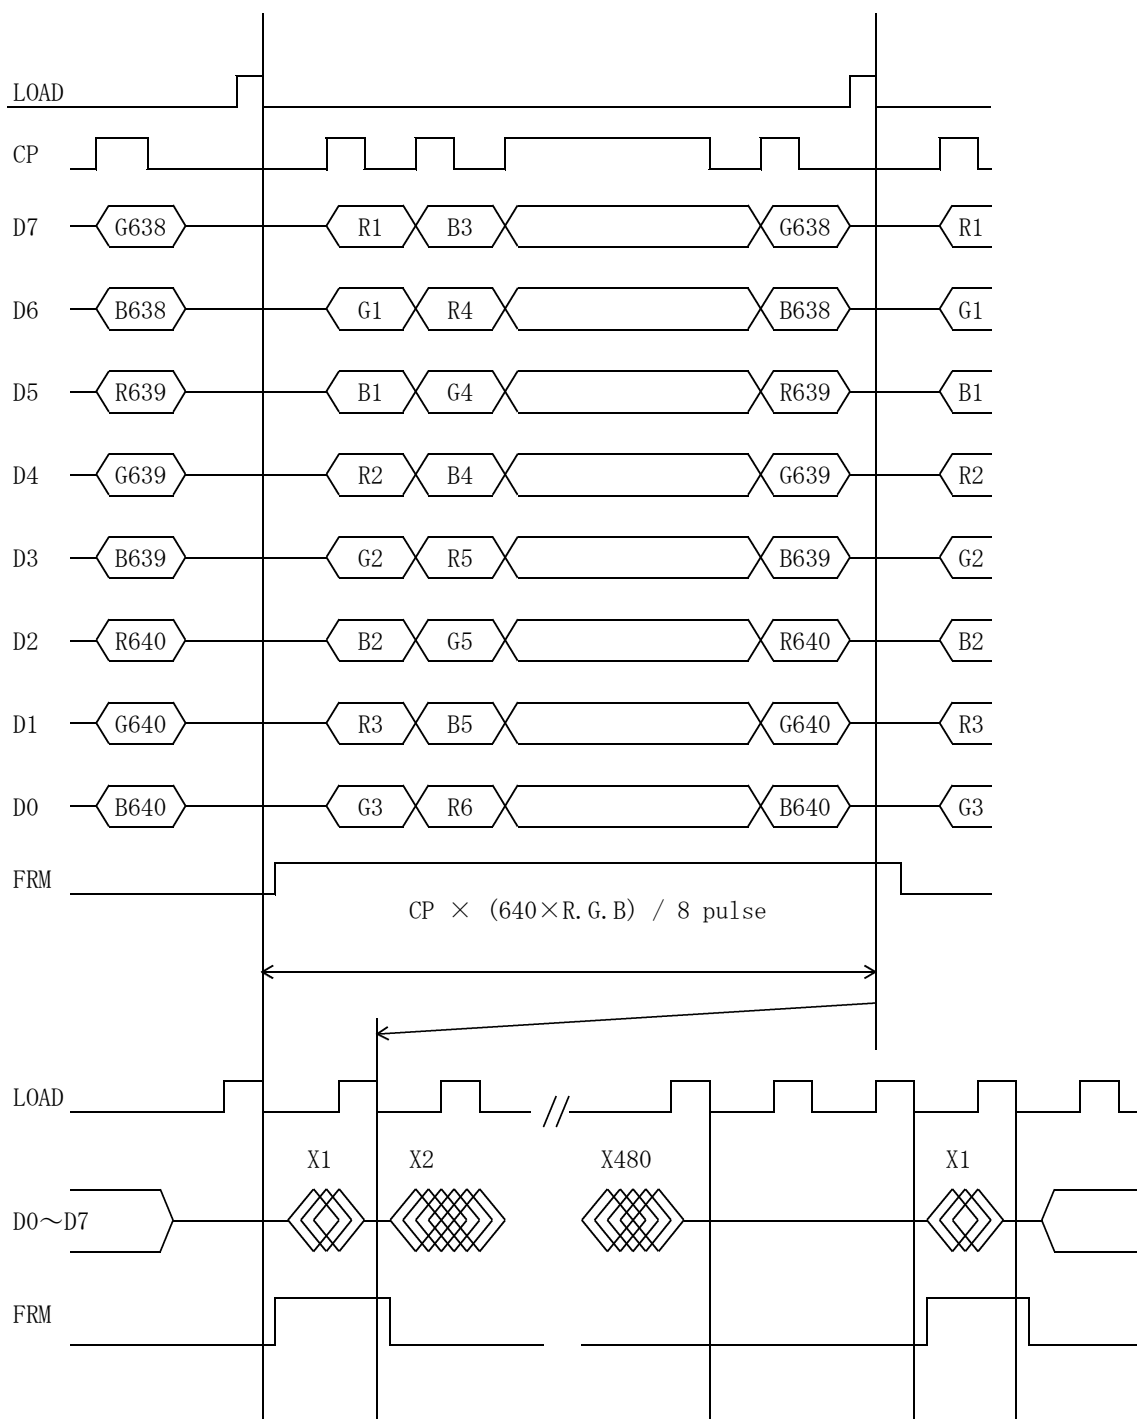 LOAD
CP
D7 G638 R1 B3 G638 R1
D6 B638 G1 R4 B638 G1
D5 R639 B1 G4 R639 B1
D4 G639 R2 B4 G639 R2
D3 B639 G2 R5 B639 G2
D2 R640 B2 G5 R640 B2
D1 G640 R3 B5 G640 R3
D0 B640 G3 R6 B640 G3
FRM
CP × (640×R.G.B) / 8 pulse
LOAD
X1 X2 X480 X1
D0～D7
FRM